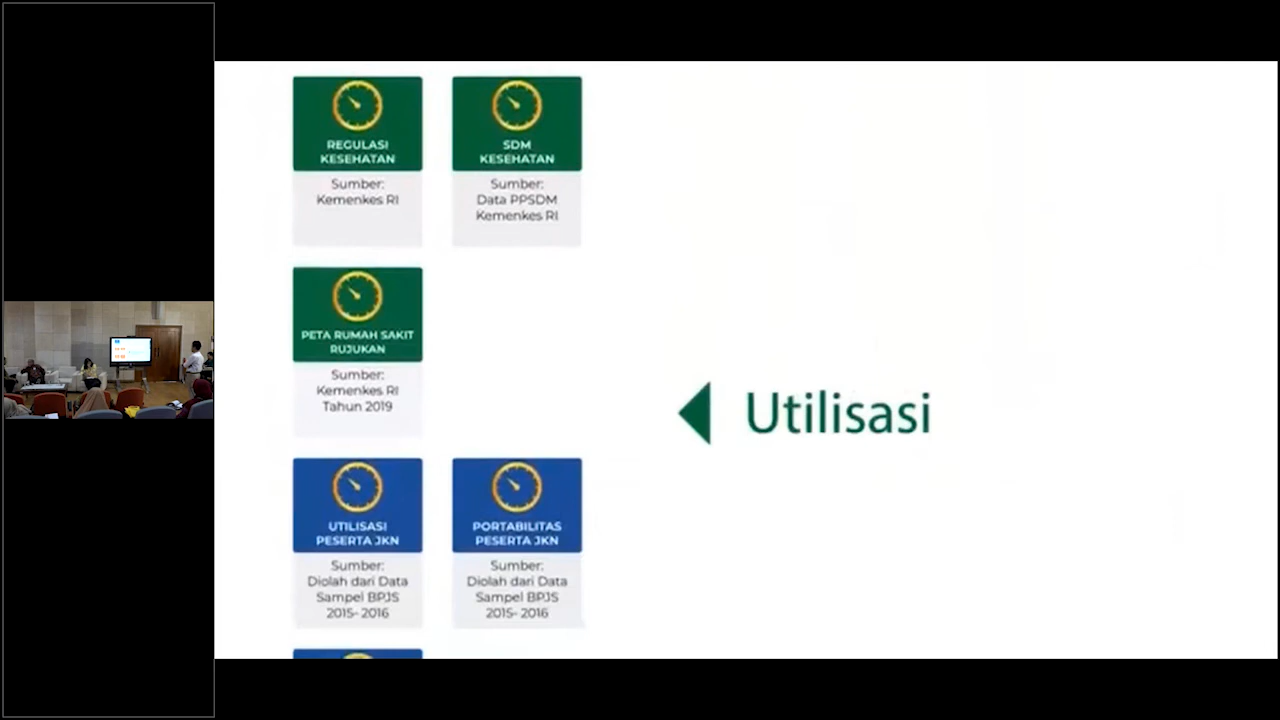 REGULASI
KESEHATAN
Sumber:
Kemenkes RI
SDM
KESEHATAN
Sumber:
Data PPSDM
Kemenkes RI
PETA RUMAH SAKIT
RUJUKAN
Sumber:
Kemenkes RI
Tahun 2019
Utilisasi
UTILISASI
PESERTA JKN
Sumber:
Diolah dari Data
Sampel BPJS
2015- 2016
PORTABILITAS
PESERTA JKN
Sumber:
Diolah dari Data
Sampel BPJS
2015- 2016